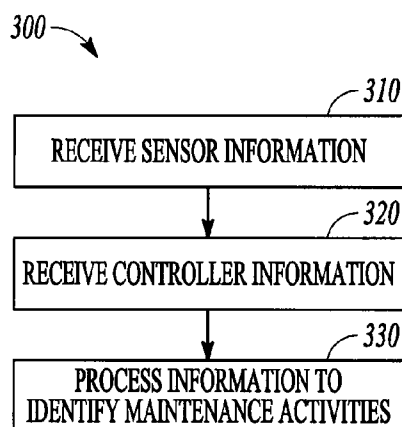 300
310
RECEIVE SENSOR INFORMATION
320
RECEIVE CONTROLLER INFORMATION
330
PROCESS INFORMATION TO
IDENTIFY MAINTENANCE ACTIVITIES